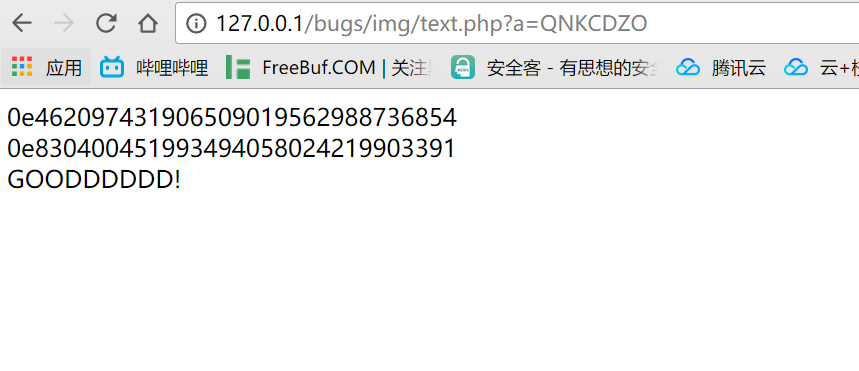 127.0.0.1/bugs/img/text.php?a=QNKCDZO
应用 哔哩哔哩 FreeBuf.COM | 关注 安全客 - 有思想的安 腾讯云 云+
0e462097431906509019562988736854
0e830400451993494058024219903391
GOODDDDDD!